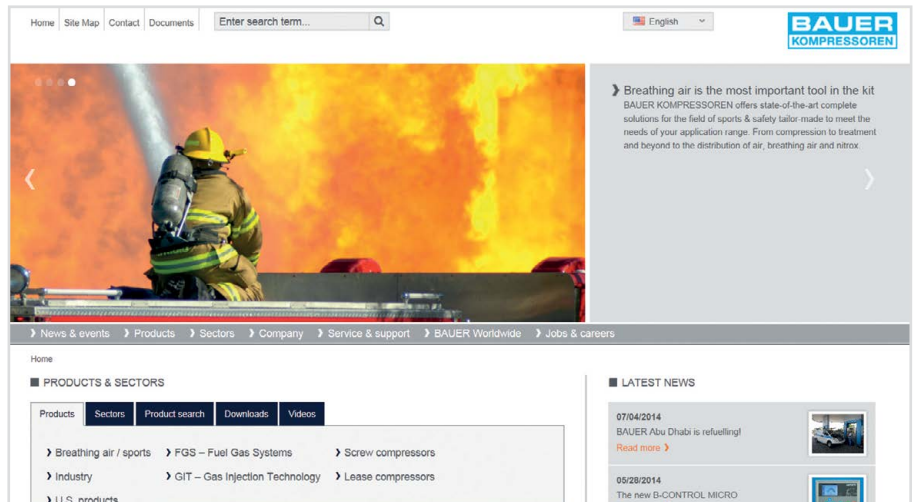 Home
Site Map
Contact
Documents
Enter search term...
English
BAUER
KOMPRESSOREN
Breathing air is the most important tool in the kit
BAUER KOMPRESSOREN offers state-of-the-art complete
solutions for the field of sports & safety tailor-made to meet the
needs of your application range. From compression to treatment
and beyond to the distribution of air, breathing air and nitrox.
News & events
Products
Sectors
Company
Service & support
BAUER Worldwide
Jobs & careers
Home
PRODUCTS & SECTORS
Products
Sectors
Product search
Downloads
Videos
Breathing air / sports
FGS – Fuel Gas Systems
Screw compressors
Industry
GIT – Gas Injection Technology
Lease compressors
U.S. products
LATEST NEWS
07/04/2014
BAUER Abu Dhabi is refuelling!
Read more
05/28/2014
The new B-CONTROL MICRO